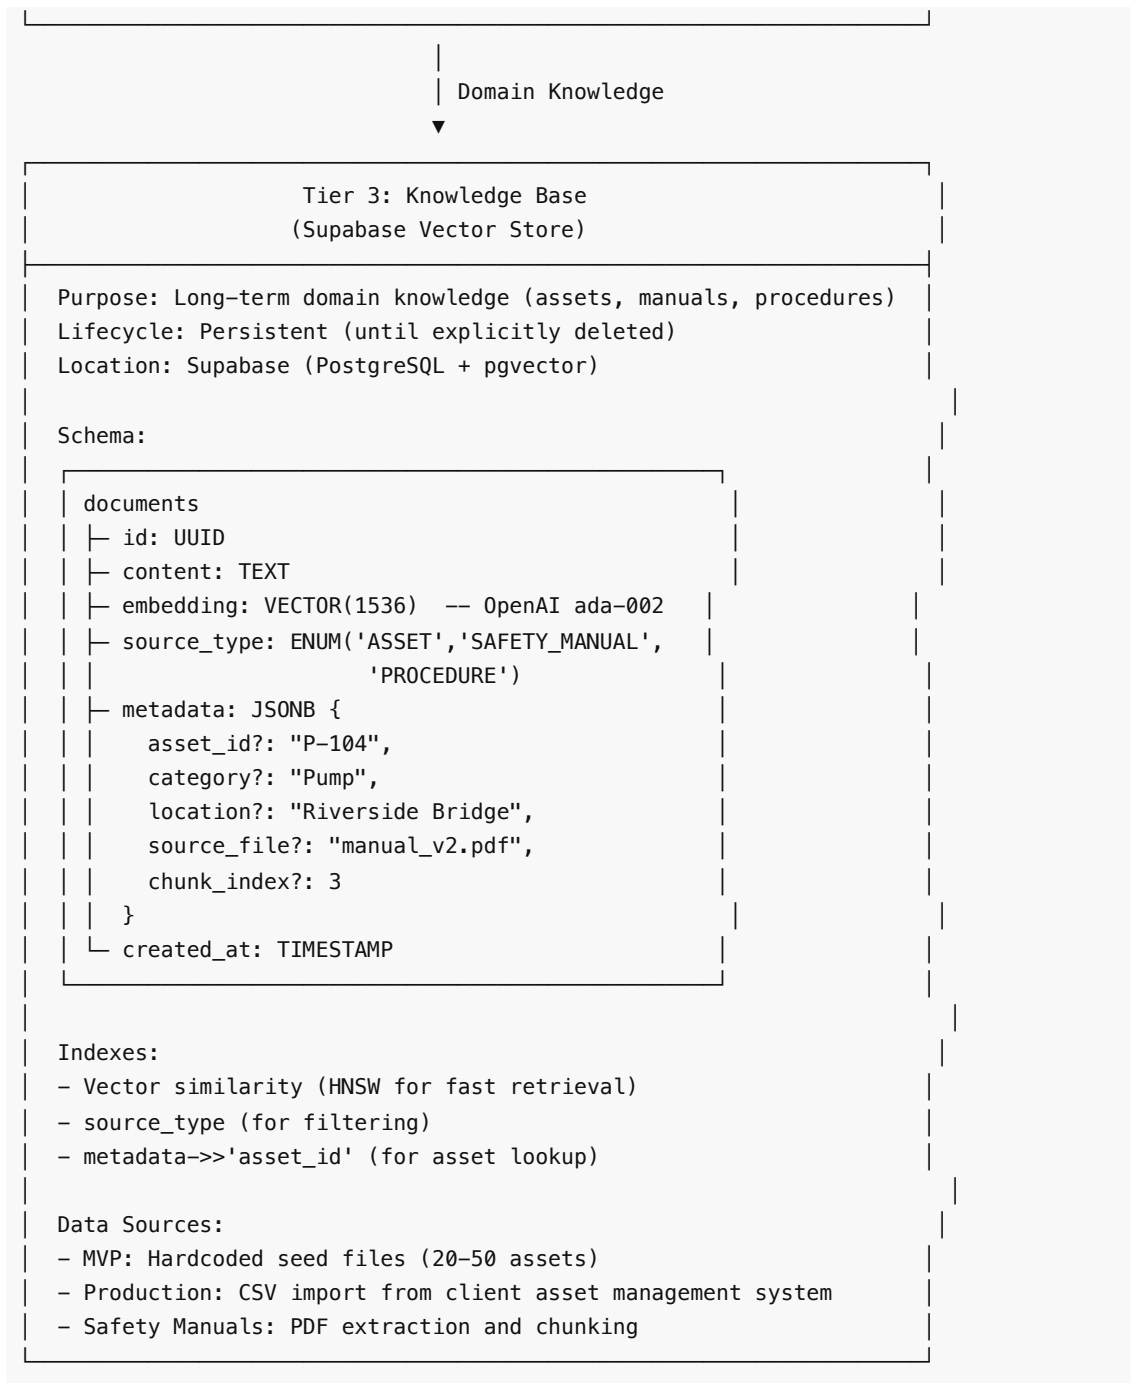 Domain Knowledge
Tier 3: Knowledge Base
(Supabase Vector Store)
Purpose: Long-term domain knowledge (assets, manuals, procedures)
Lifecycle: Persistent (until explicitly deleted)
Location: Supabase (PostgreSQL + pgvector)
Schema:
documents
├─ id: UUID
├─ content: TEXT
├─ embedding: VECTOR(1536)  -- OpenAI ada-002
├─ source_type: ENUM('ASSET','SAFETY_MANUAL',
'PROCEDURE')
├─ metadata: JSONB {
asset_id?: "P-104",
category?: "Pump",
location?: "Riverside Bridge",
source_file?: "manual_v2.pdf",
chunk_index?: 3
}
└─ created_at: TIMESTAMP
Indexes:
- Vector similarity (HNSW for fast retrieval)
- source_type (for filtering)
- metadata->>'asset_id' (for asset lookup)
Data Sources:
- MVP: Hardcoded seed files (20-50 assets)
- Production: CSV import from client asset management system
- Safety Manuals: PDF extraction and chunking